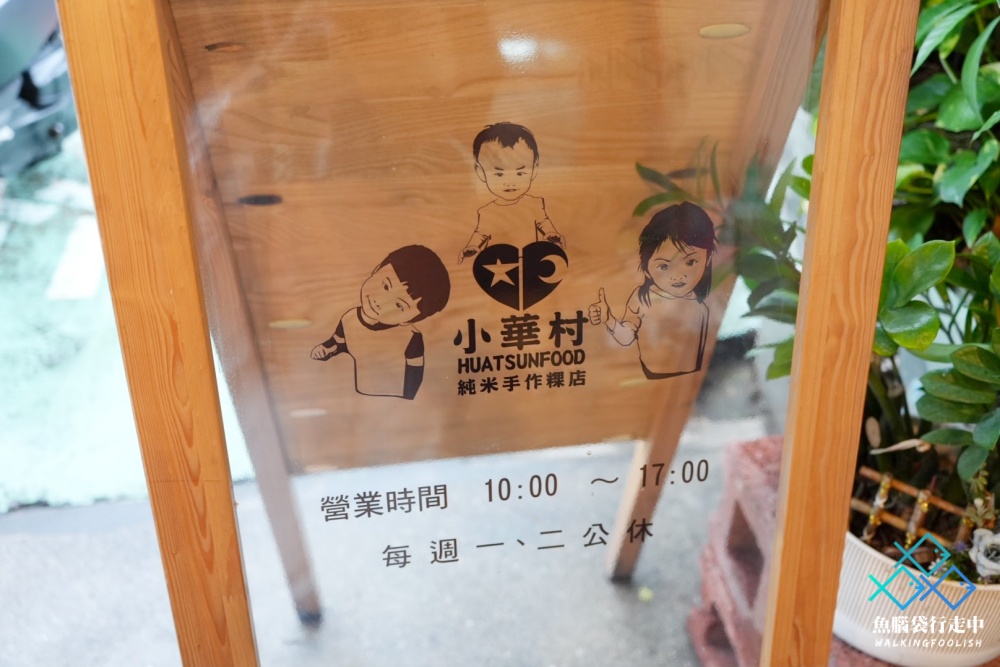 小華村
HUATSUNFOOD
純米手作粿店
營業時間 10:00 ～ 17:00
每週一、二公休
魚腦袋行走中
WALKINGFOOLISH